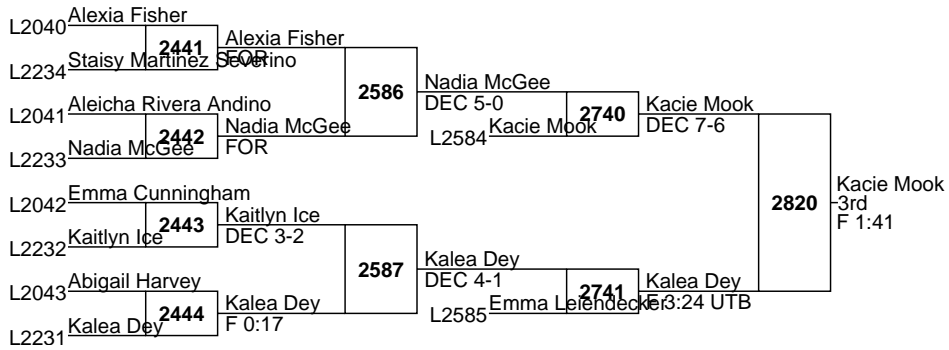 L2040 Alexia Fisher
2441
Alexia Fisher
FOR
L2234 Staisy Martinez Severino
2586
Nadia McGee
DEC 5-0
L2041 Aleicha Rivera Andino
2442
Nadia McGee
FOR
L2233 Nadia McGee
L2584 Kacie Mook
2740
Kacie Mook
DEC 7-6
L2042 Emma Cunningham
2443
Kaitlyn Ice
DEC 3-2
L2232 Kaitlyn Ice
2587
Kalea Dey
DEC 4-1
L2043 Abigail Harvey
2444
Kalea Dey
F 0:17
L2231 Kalea Dey
L2585 Emma Leiendecker
2741
Kalea Dey
F 3:24 UTB
2820
Kacie Mook
3rd
F 1:41